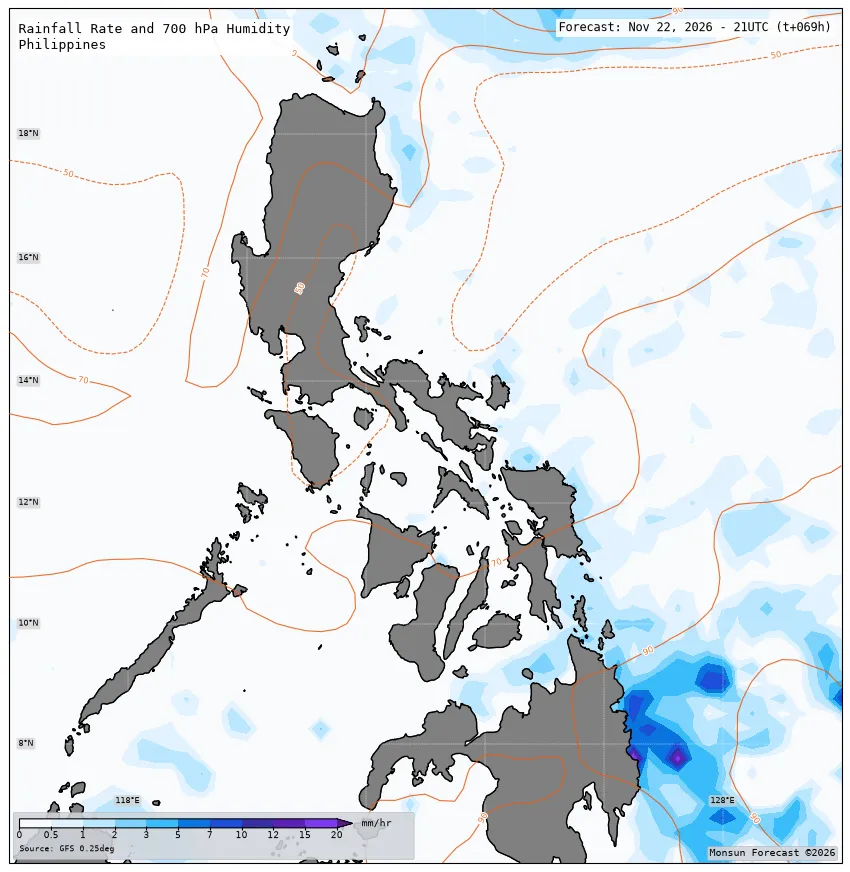 Rainfall Rate and 700 hPa Humidity
Philippines
Forecast: Nov 22, 2026 - 21UTC (t+069h)
90
50
18°N
50
16°N
70
50
14°N
70
12°N
70
10°N
90
8°N
118°E
128°E
90
90
0 0.5 1 2 3 5 7 10 12 15 20 mm/hr
Source: GFS 0.25deg
Monsun Forecast ©2026